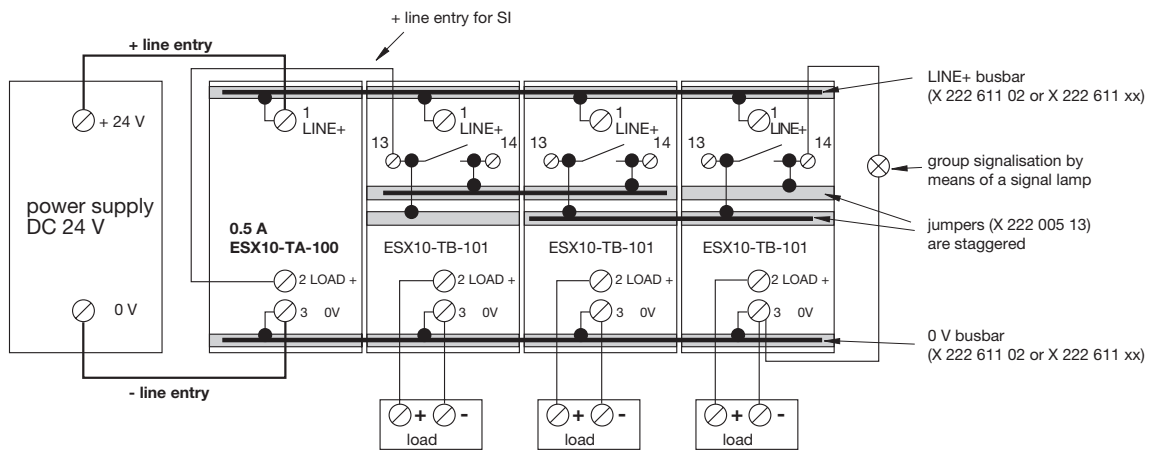 + line entry for SI
+ line entry
LINE+ busbar
(X 222 611 02 or X 222 611 xx)
+ 24 V
1
LINE+
1
LINE+
1
LINE+
1
LINE+
13
14
13
14
13
14
group signalisation by
means of a signal lamp
power supply
DC 24 V
jumpers (X 222 005 13)
are staggered
0.5 A
ESX10-TA-100
ESX10-TB-101
ESX10-TB-101
ESX10-TB-101
2 LOAD +
2 LOAD +
2 LOAD +
2 LOAD +
0 V
3 0V
3 0V
3 0V
3 0V
0 V busbar
(X 222 611 02 or X 222 611 xx)
- line entry
+ -
load
+ -
load
+ -
load